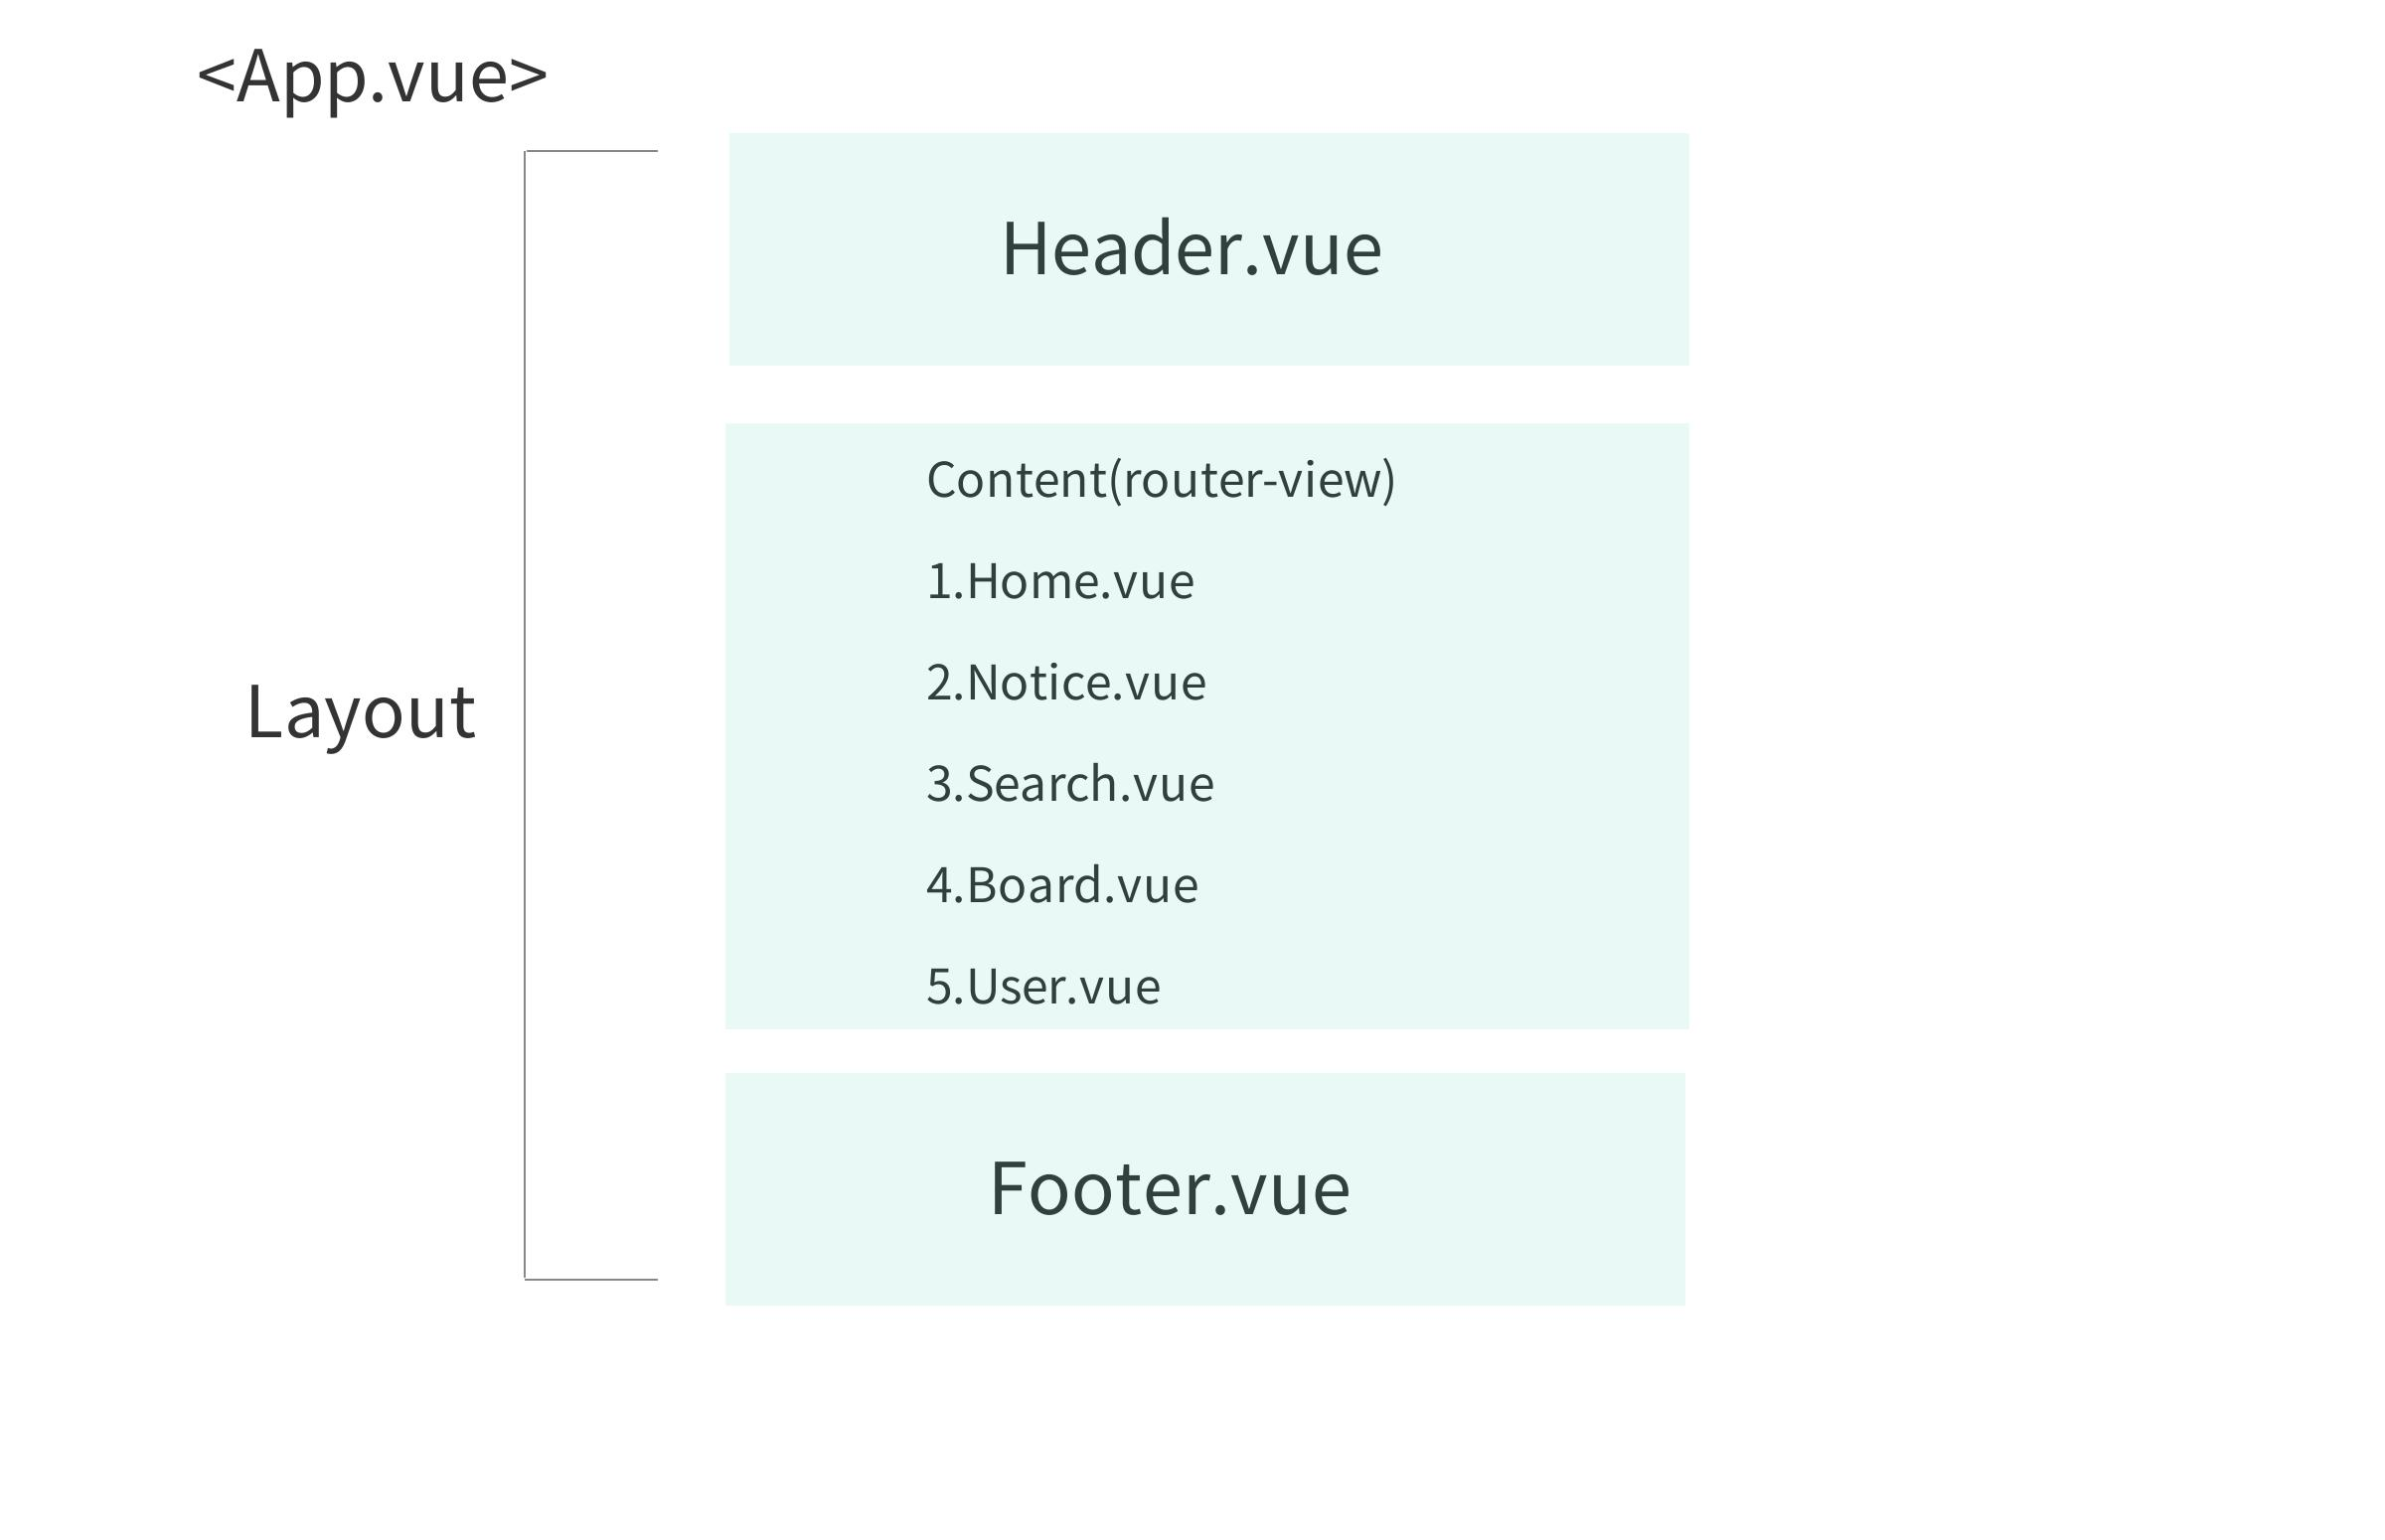 <App.vue>
Header.vue
Content(router-view)
1.Home.vue
2.Notice.vue
Layout
3.Search.vue
4.Board.vue
5.User.vue
Footer.vue